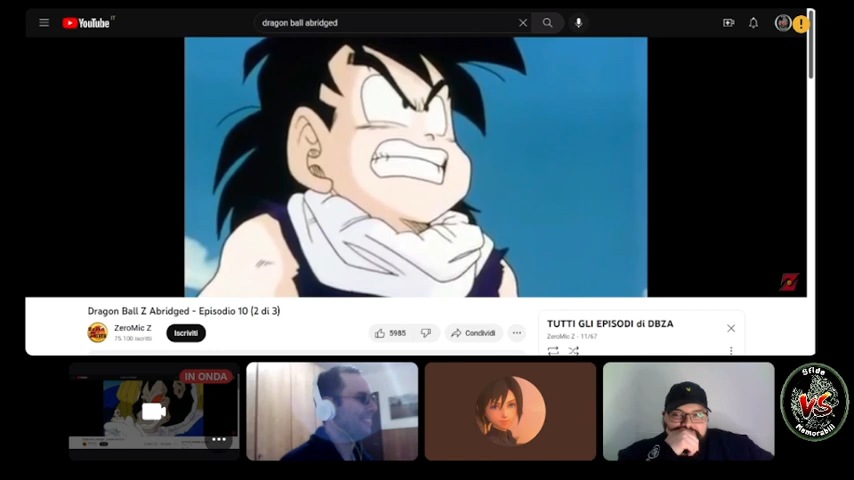 YouTube IT
dragon ball abridged
Dragon Ball Z Abridged - Episodio 10 (2 di 3)
ZeroMic Z
75.100 iscritti
Iscriviti
5985
Condividi
TUTTI GLI EPISODI di DBZA
ZeroMic Z - 11/67
IN ONDA
Sfide
VS
Memorabili